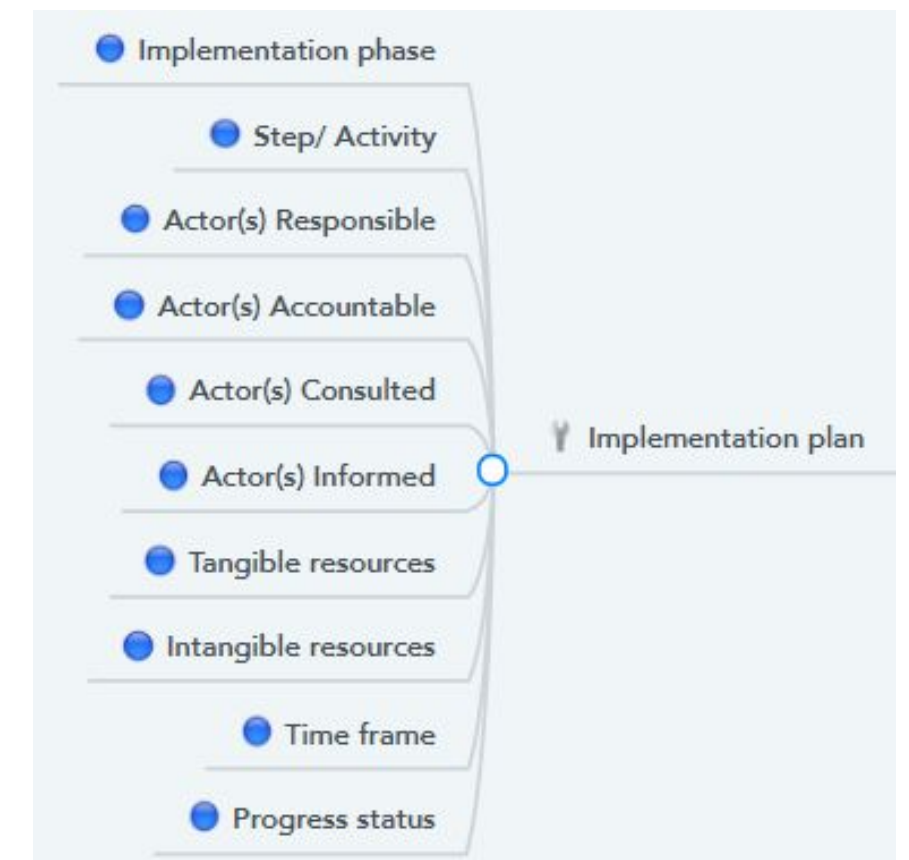 Implementation phase
Step/ Activity
Actor(s) Responsible
Actor(s) Accountable
Actor(s) Consulted
Actor(s) Informed
Tangible resources
Intangible resources
Time frame
Progress status
Implementation plan